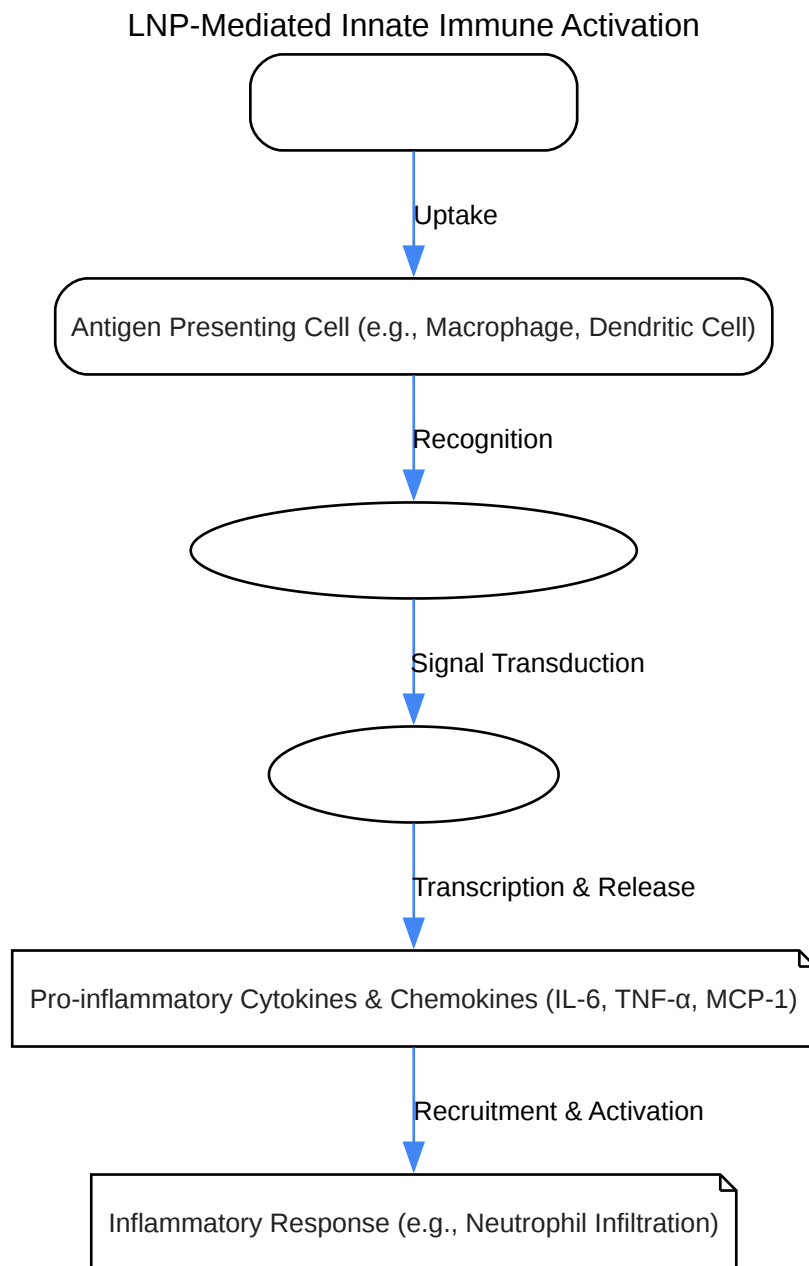 LNP-Mediated Innate Immune Activation
Uptake
Antigen Presenting Cell (e.g., Macrophage, Dendritic Cell)
Recognition
Signal Transduction
Transcription & Release
Pro-inflammatory Cytokines & Chemokines (IL-6, TNF-α, MCP-1)
Recruitment & Activation
Inflammatory Response (e.g., Neutrophil Infiltration)